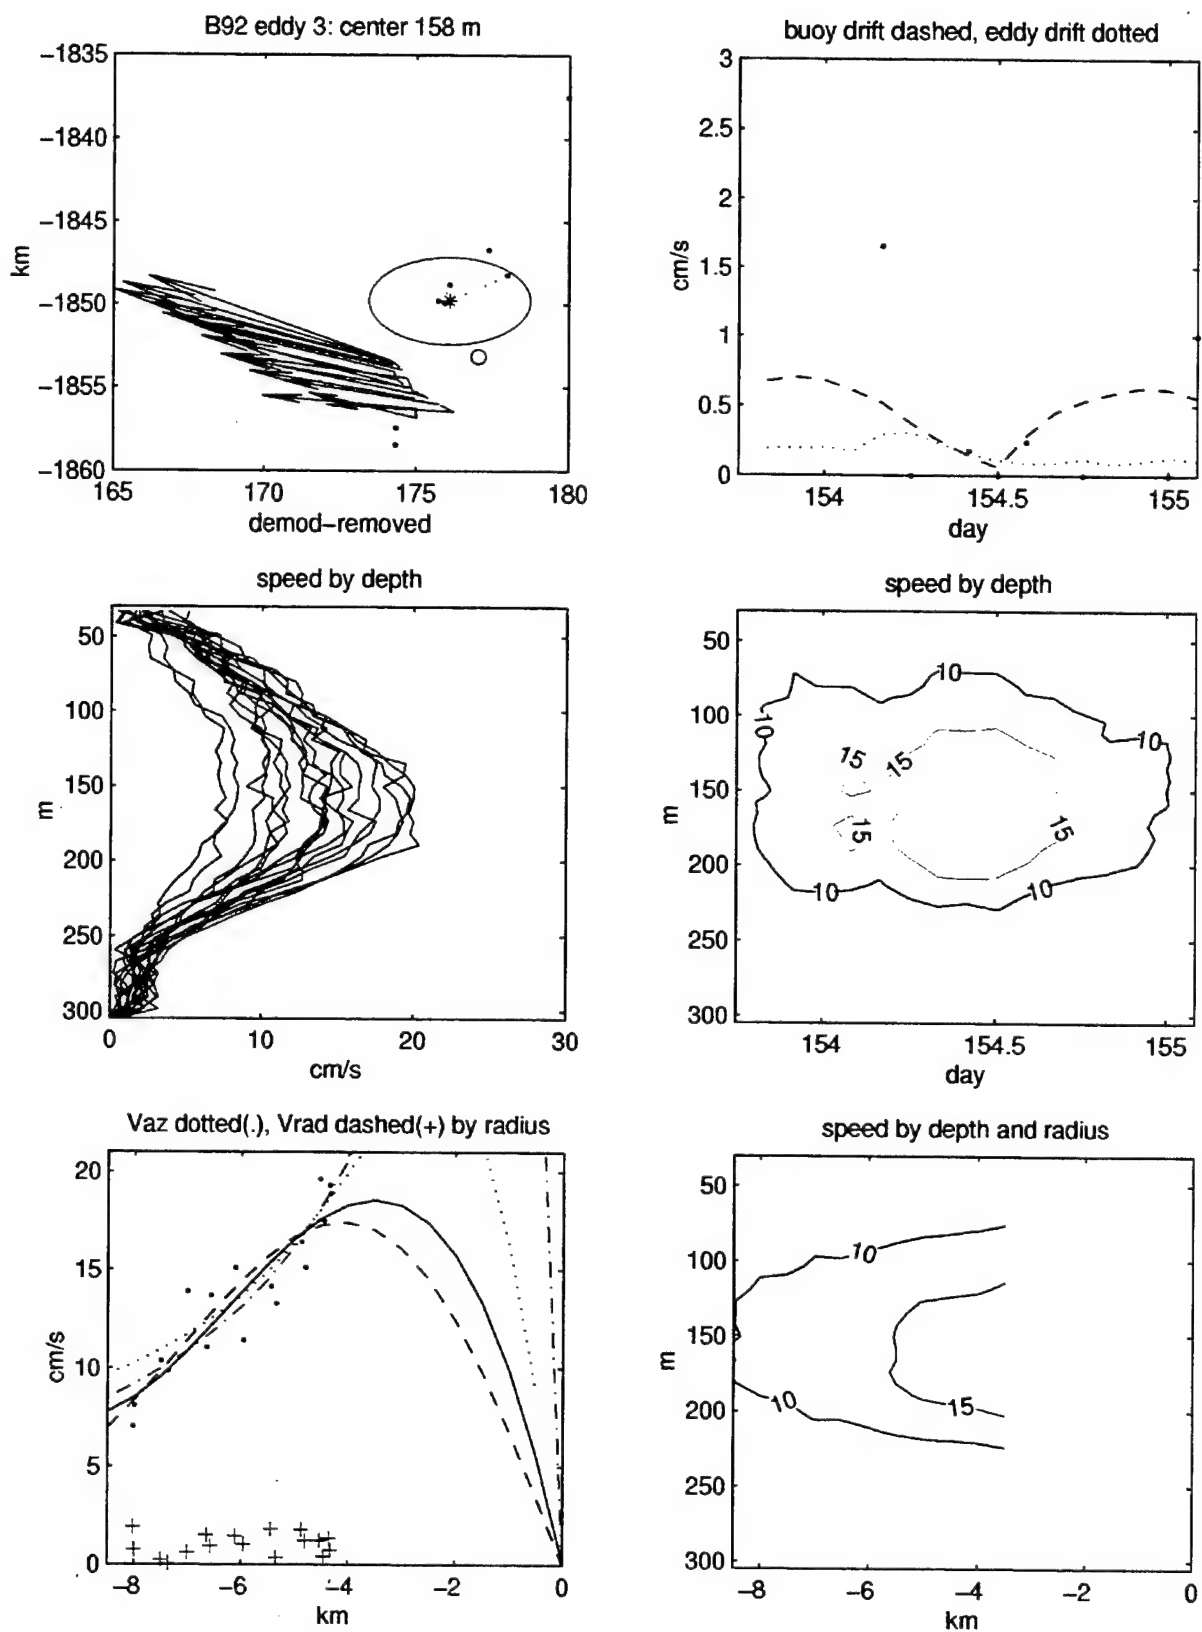 B92 eddy 3: center 158 m
−1835
−1840
−1845
−1850
−1855
−1860
km
165 170 175 180
demod−removed
buoy drift dashed, eddy drift dotted
3
2.5
2
1.5
1
0.5
0
cm/s
154 154.5 155
day
speed by depth
50
100
150
200
250
300
m
0 10 20 30
cm/s
speed by depth
50
100
150
200
250
300
m
10
10
10
15
15
15
15
10
10
154 154.5 155
day
Vaz dotted(.), Vrad dashed(+) by radius
20
15
10
5
0
cm/s
−8 −6 −4 −2 0
km
speed by depth and radius
50
100
150
200
250
300
m
10
10
15
−8 −6 −4 −2 0
km